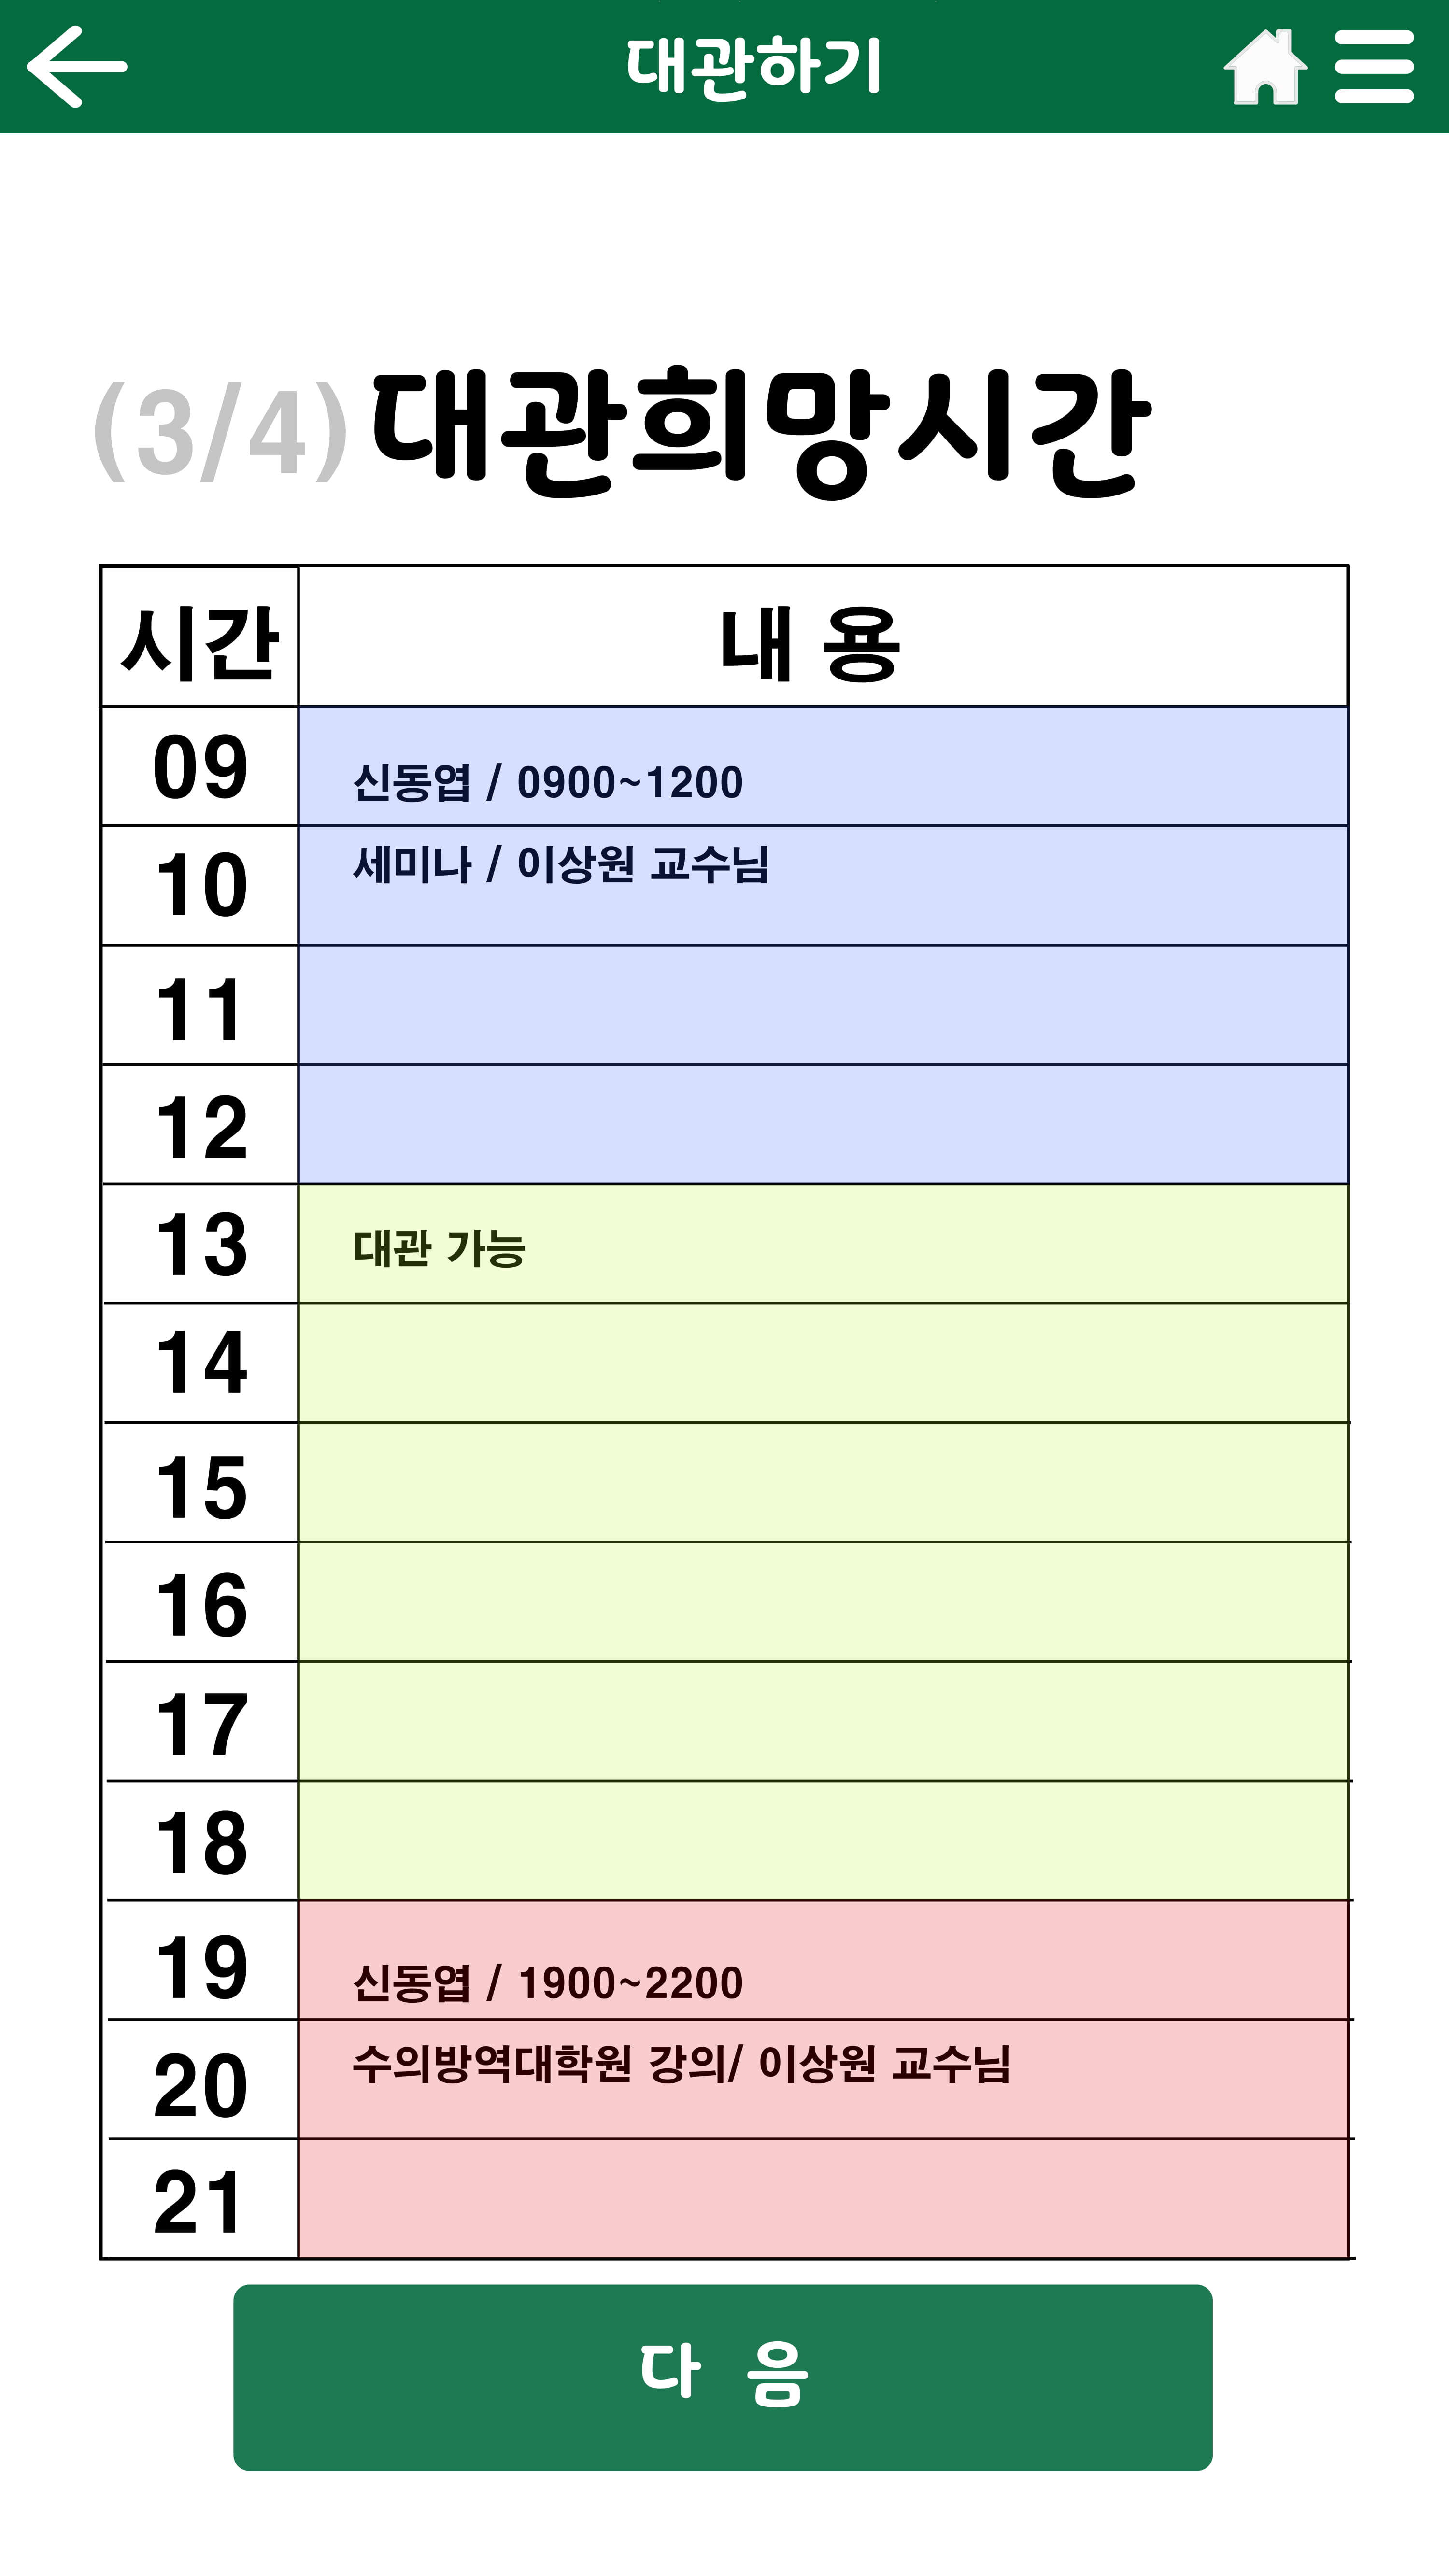 대관하기
(3/4) 대관희망시간
시간 내 용
09 신동엽 / 0900~1200
10 세미나 / 이상원 교수님
11
12
13 대관 가능
14
15
16
17
18
19 신동엽 / 1900~2200
20 수의방역대학원 강의/ 이상원 교수님
21
다 음